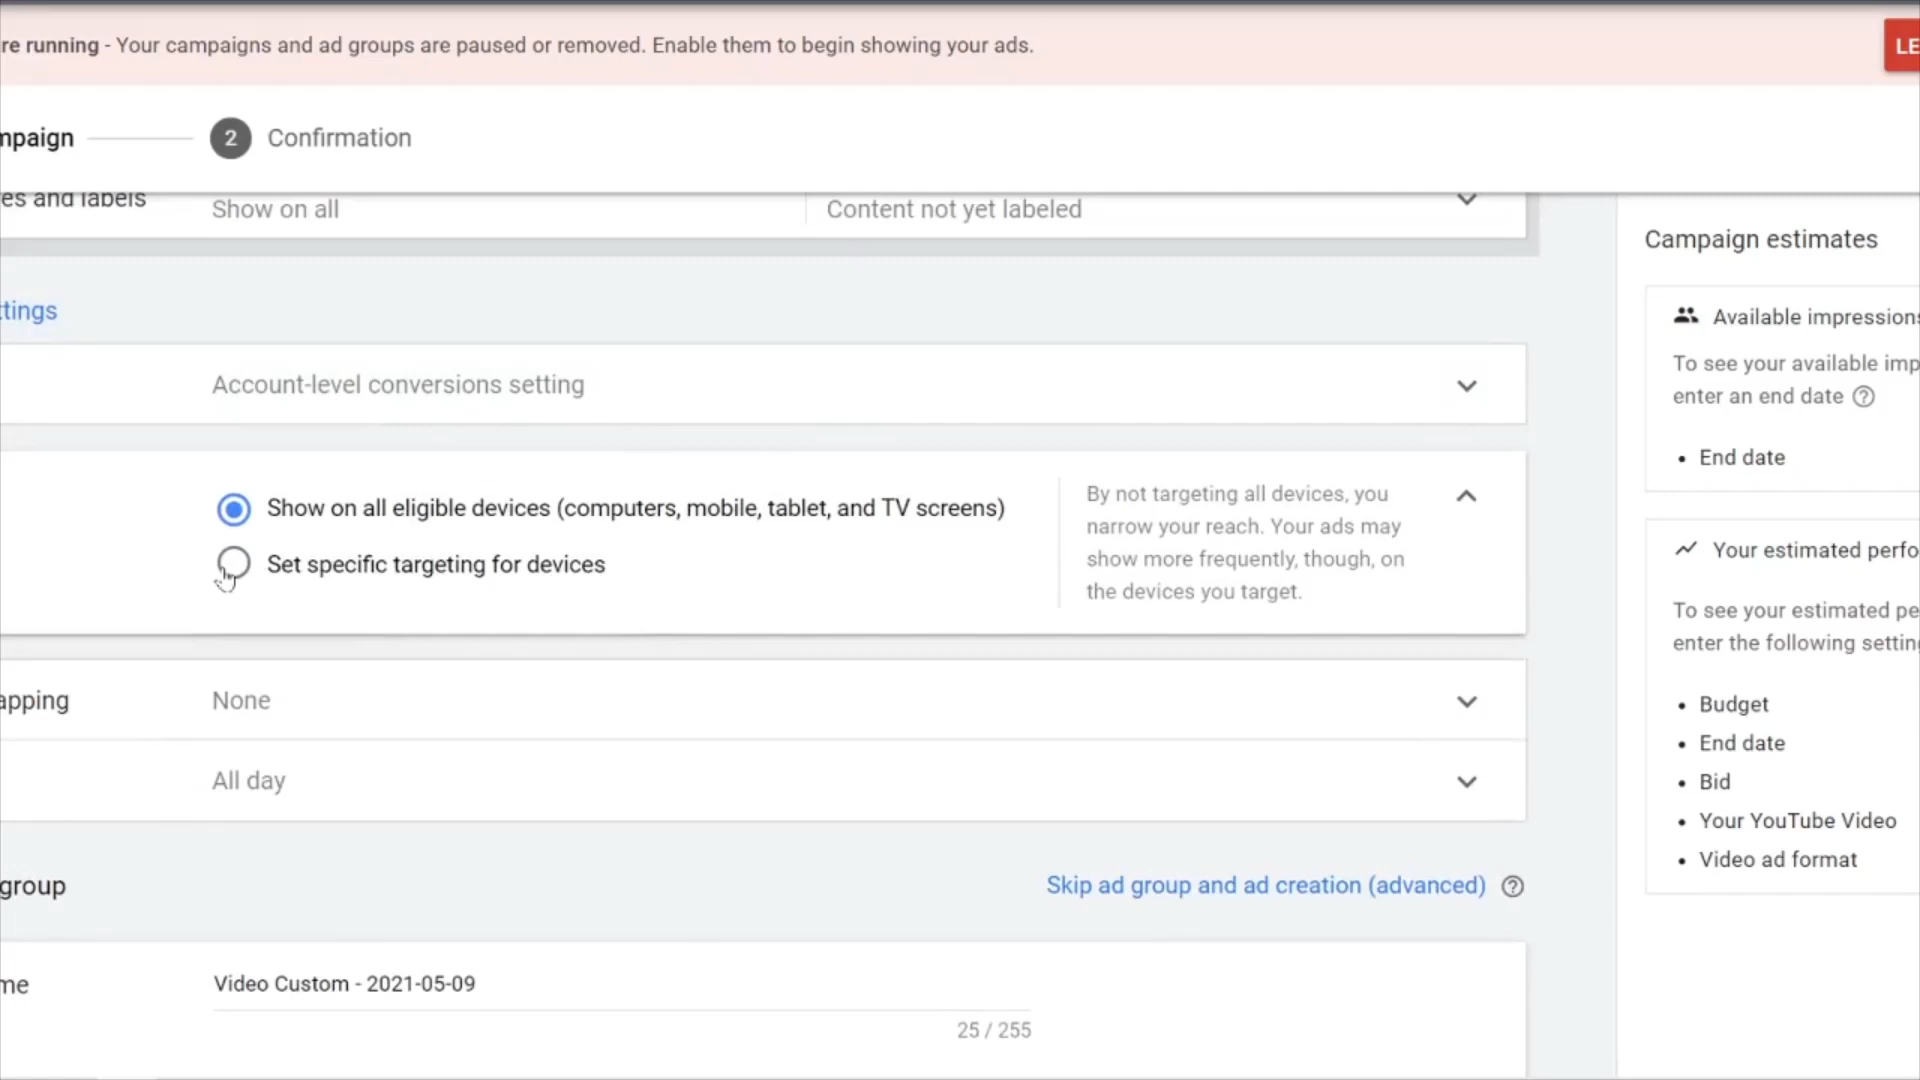 re running - Your campaigns and ad groups are paused or removed. Enable them to begin showing your ads.
LE
mpaign
2 Confirmation
es and labels
Show on all
Content not yet labeled
Campaign estimates
ttings
Available impressions
To see your available imp
enter an end date ?
• End date
Account-level conversions setting
Show on all eligible devices (computers, mobile, tablet, and TV screens)
Set specific targeting for devices
By not targeting all devices, you
narrow your reach. Your ads may
show more frequently, though, on
the devices you target.
Your estimated perfo
To see your estimated pe
enter the following setting
• Budget
• End date
• Bid
• Your YouTube Video
• Video ad format
apping
None
All day
group
Skip ad group and ad creation (advanced) ?
me
Video Custom - 2021-05-09
25 / 255